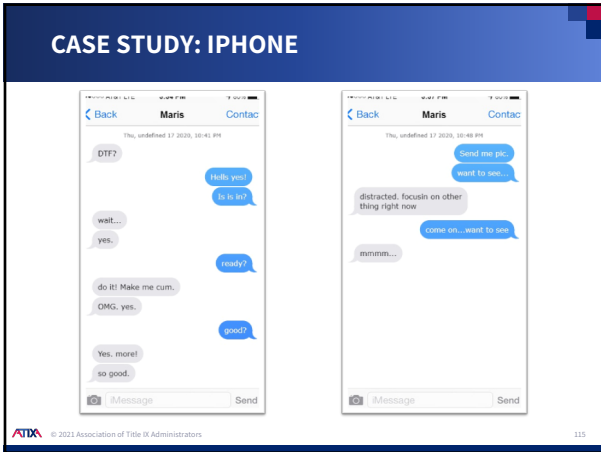 CASE STUDY: IPHONE
Back Maris Contac
Thu, undefined 17 2020, 10:41 PM
DTF?
Hells yes!
Is is in?
wait...
yes.
ready?
do it! Make me cum.
OMG. yes.
good?
Yes. more!
so good.
iMessage Send
Back Maris Contac
Thu, undefined 17 2020, 10:48 PM
Send me pic.
want to see...
distracted. focusin on other
thing right now
come on...want to see
mmmm...
iMessage Send
ATIXA © 2021 Association of Title IX Administrators 115